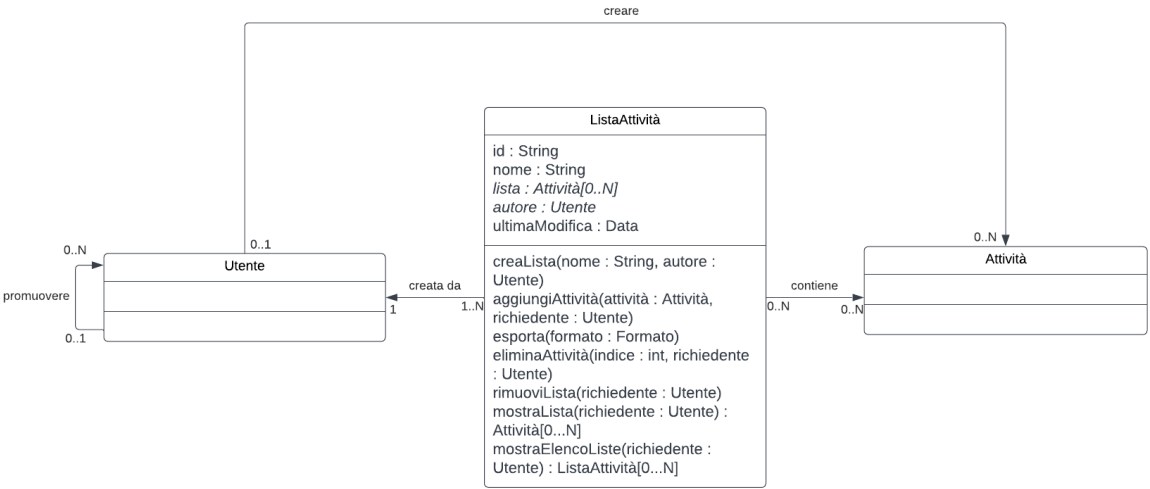 creare
ListaAttività
id : String
nome : String
lista : Attività[0..N]
autore : Utente
ultimaModifica : Data
creaLista(nome : String, autore :
Utente)
aggiungiAttività(attività : Attività,
richiedente : Utente)
esporta(formato : Formato)
eliminaAttività(indice : int, richiedente
: Utente)
rimuoviLista(richiedente : Utente)
mostraLista(richiedente : Utente) :
Attività[0...N]
mostraElencoListe(richiedente :
Utente) : ListaAttività[0...N]
0..1
0..N
Utente
promuovere
0..1
creata da
1
1..N
contiene
0..N
0..N
0..N
Attività